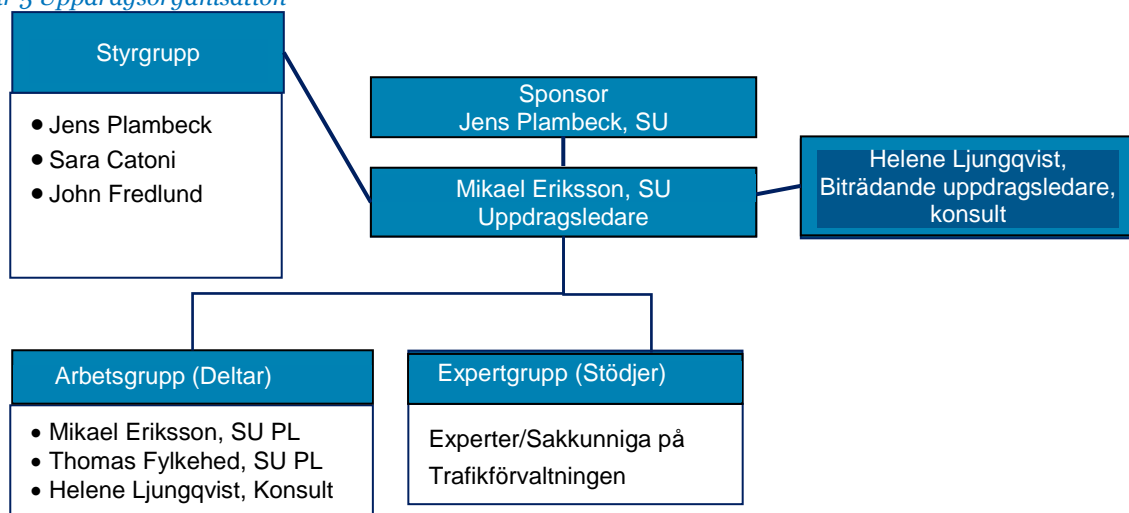 5 Uppdragsorganisation
Styrgrupp
• Jens Plambeck
• Sara Catoni
• John Fredlund
Sponsor
Jens Plambeck, SU
Mikael Eriksson, SU
Uppdragsledare
Helene Ljungqvist,
Biträdande uppdragsledare,
konsult
Arbetsgrupp (Deltar)
• Mikael Eriksson, SU PL
• Thomas Fylkehed, SU PL
• Helene Ljungqvist, Konsult
Expertgrupp (Stödjer)
Experter/Sakkunniga på
Trafikförvaltningen